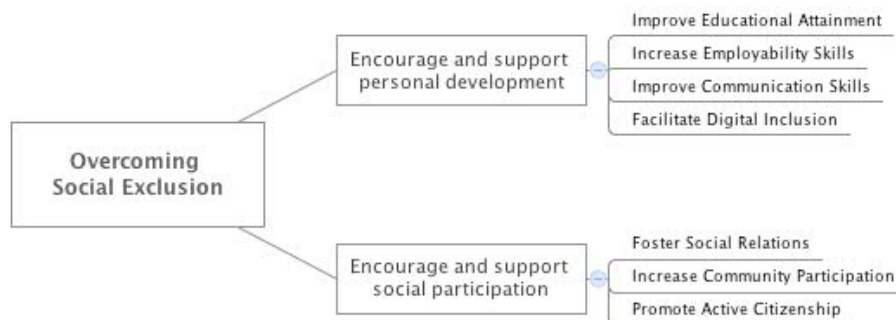 Overcoming
Social Exclusion
Encourage and support
personal development
Improve Educational Attainment
Increase Employability Skills
Improve Communication Skills
Facilitate Digital Inclusion
Encourage and support
social participation
Foster Social Relations
Increase Community Participation
Promote Active Citizenship